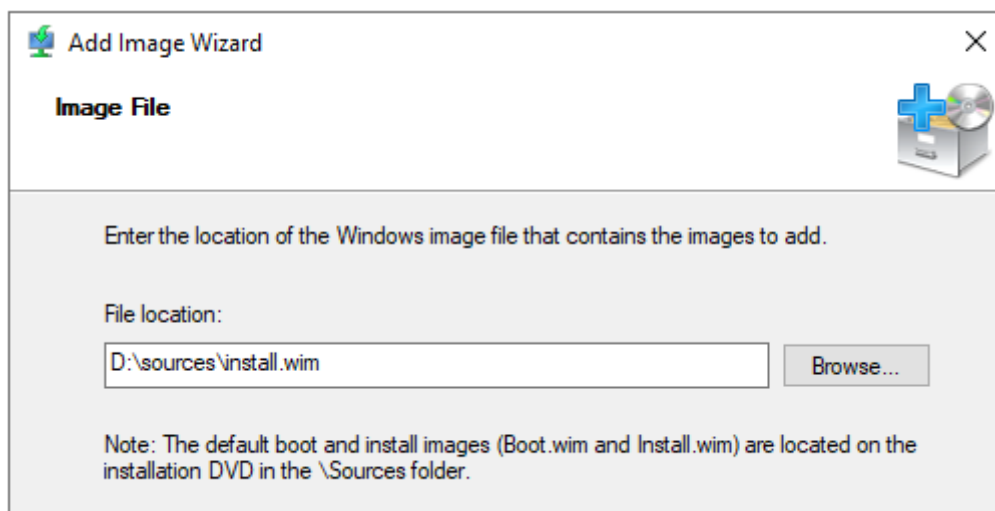 Add Image Wizard
Image File
Enter the location of the Windows image file that contains the images to add.
File location:
D:\sources\install.wim
Browse...
Note: The default boot and install images (Boot.wim and Install.wim) are located on the
installation DVD in the \Sources folder.